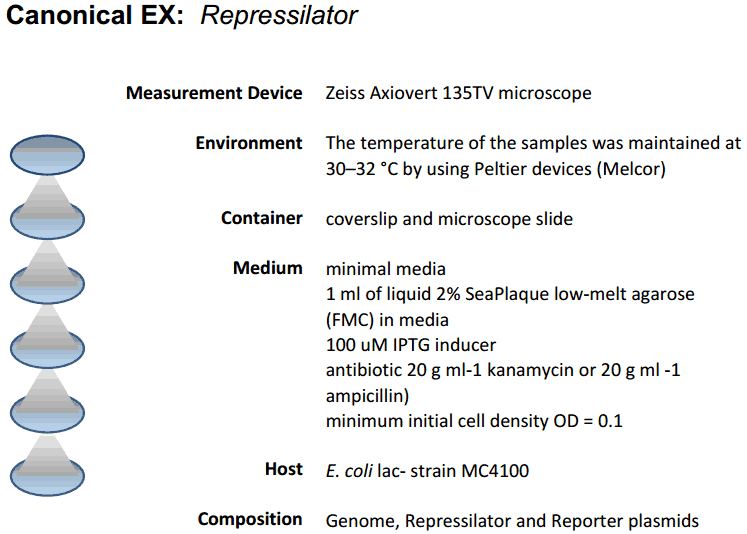 Canonical EX: Repressilator
Measurement Device Zeiss Axiovert 135TV microscope
Environment The temperature of the samples was maintained at
30–32 °C by using Peltier devices (Melcor)
Container coverslip and microscope slide
Medium minimal media
1 ml of liquid 2% SeaPlaque low-melt agarose
(FMC) in media
100 uM IPTG inducer
antibiotic 20 g ml-1 kanamycin or 20 g ml -1
ampicillin)
minimum initial cell density OD = 0.1
Host E. coli lac- strain MC4100
Composition Genome, Repressilator and Reporter plasmids